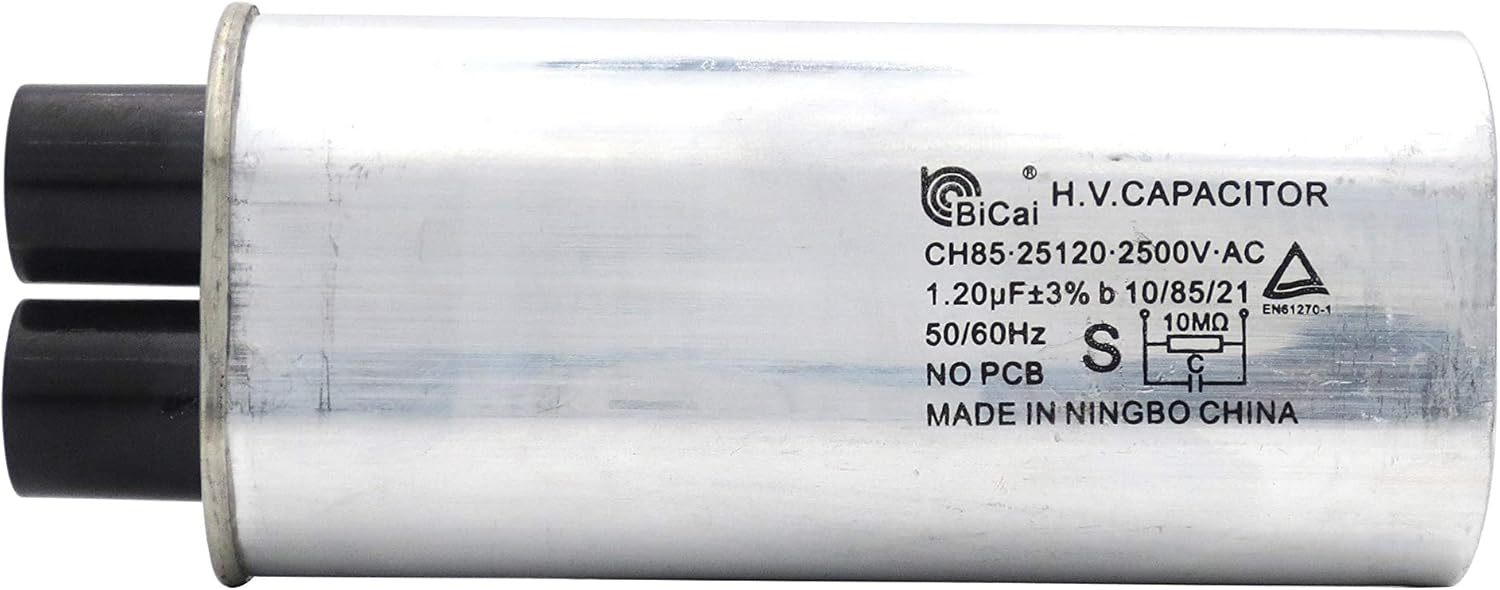 BiCai® H.V.CAPACITOR
CH85·25120·2500V·AC
1.20µF±3% b 10/85/21
EN61270-1
50/60Hz S 10MΩ
C
NO PCB
MADE IN NINGBO CHINA